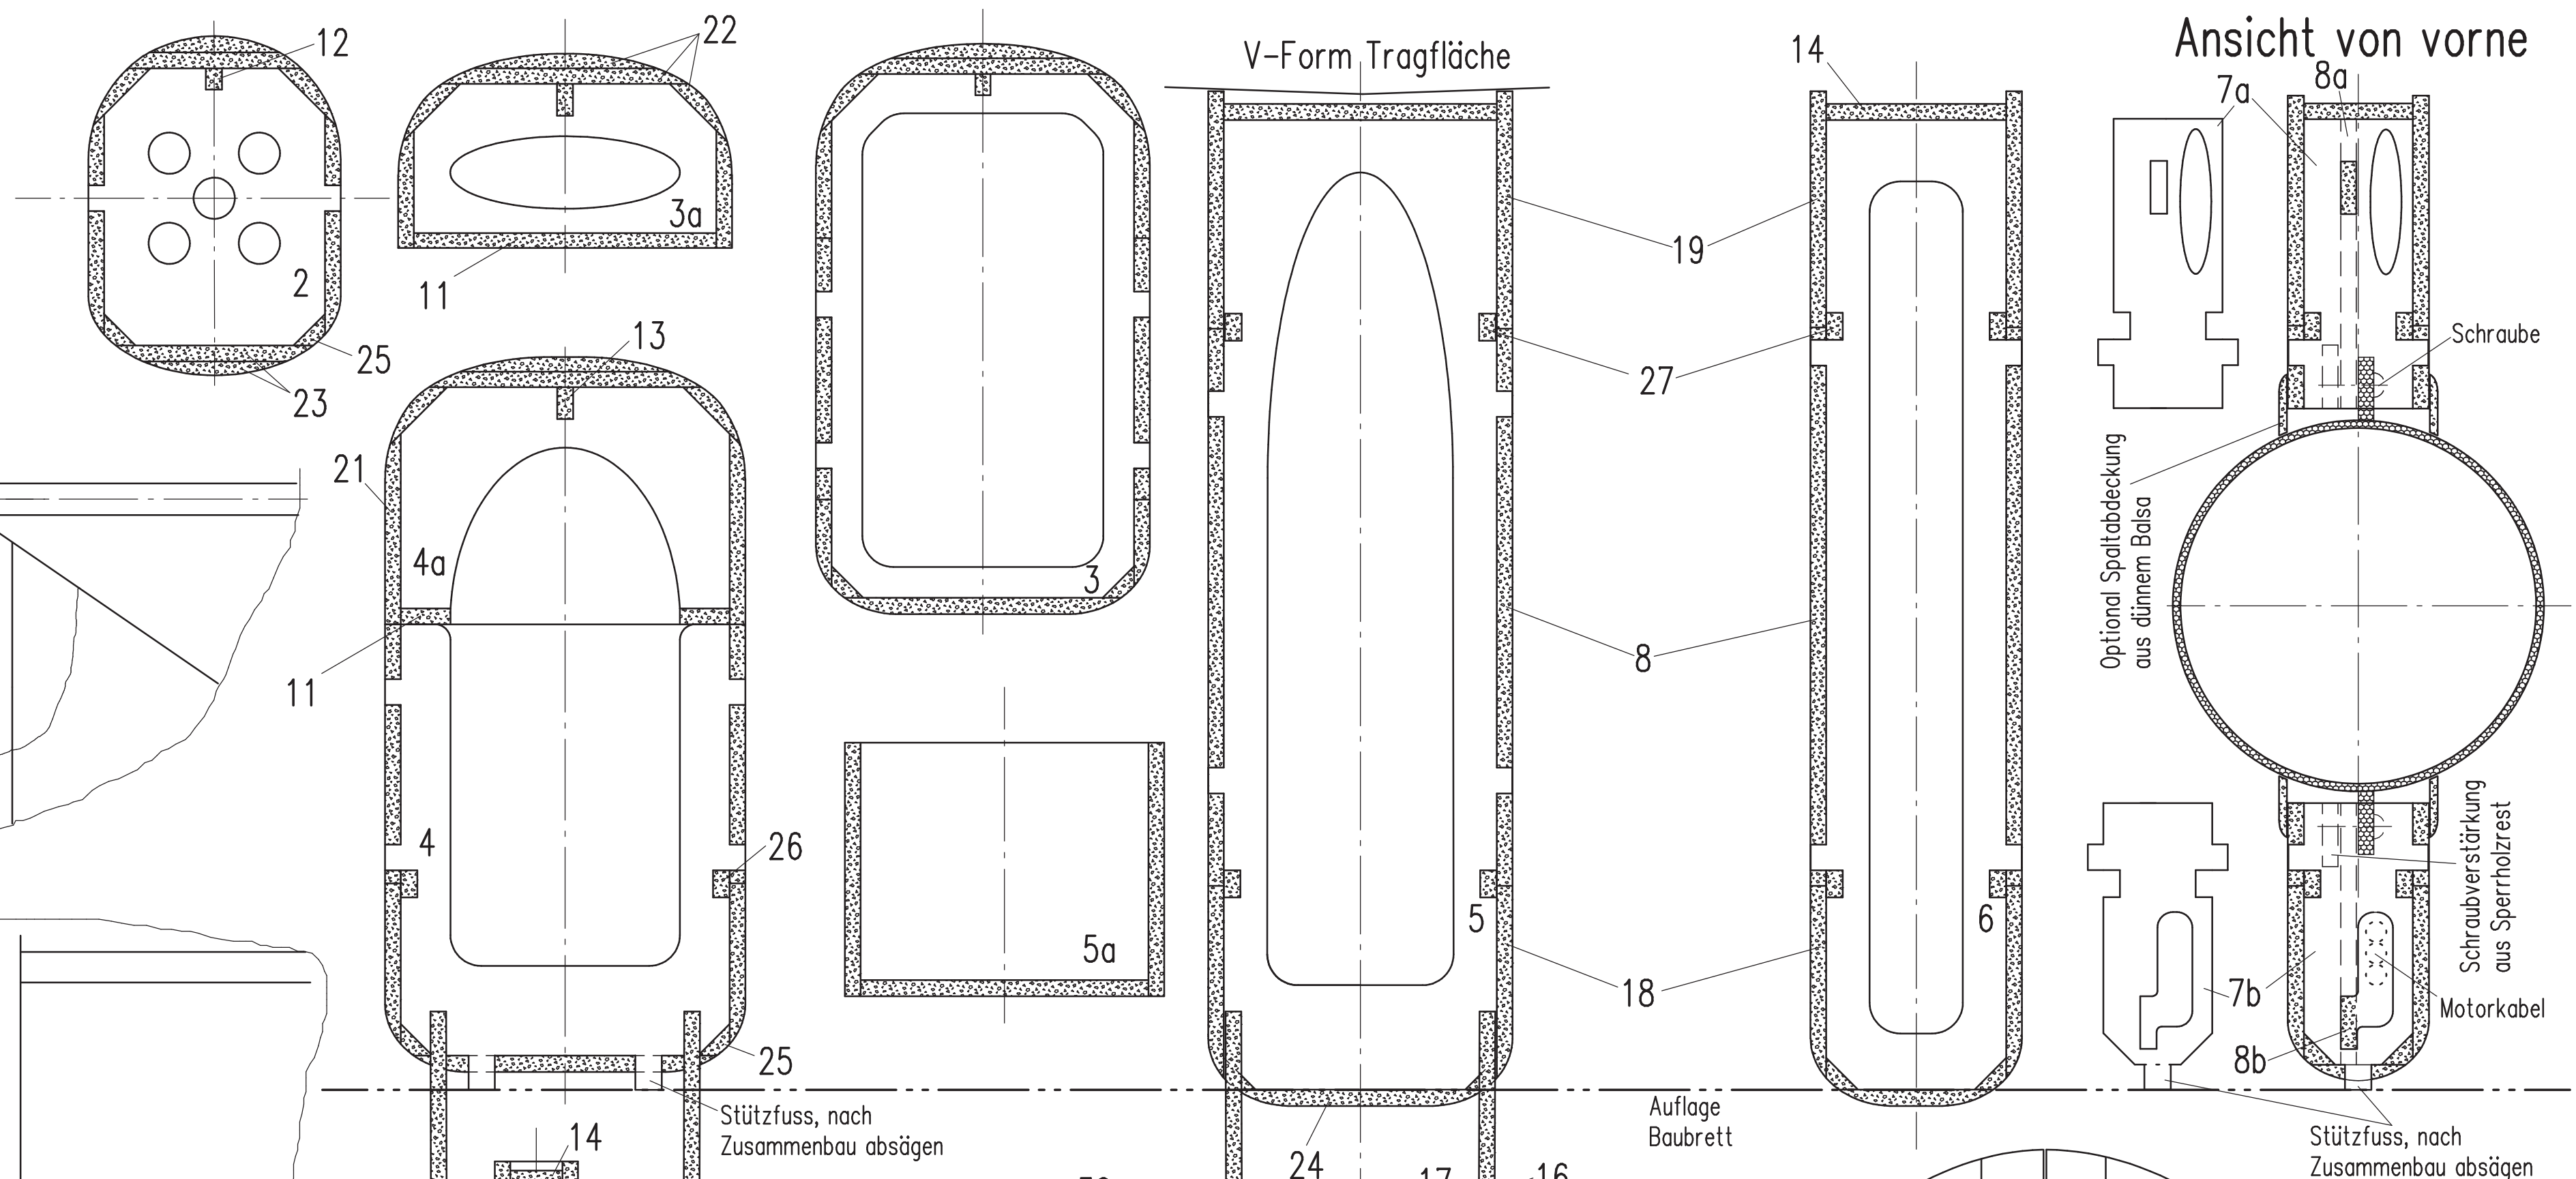 12
22
V-Form Tragfläche
14
Ansicht von vorne
8a
7a
3a
19
2
11
13
25
23
27
Schraube
21
4a
3
11
Optional Spaltabdeckung
aus dünnem Balsa
8
4
26
5
6
5a
18
Schraubverstärkung
aus Sperrholzrest
7b
Motorkabel
25
8b
Stützfuss, nach
Zusammenbau absägen
Auflage
Baubrett
14
24
17
16
Stützfuss, nach
Zusammenbau absägen